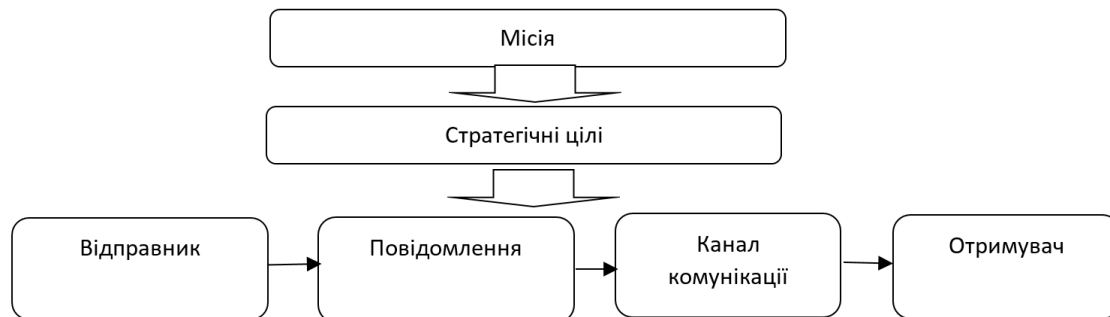 Місія
Стратегічні цілі
Відправник
Повідомлення
Канал
комунікації
Отримувач